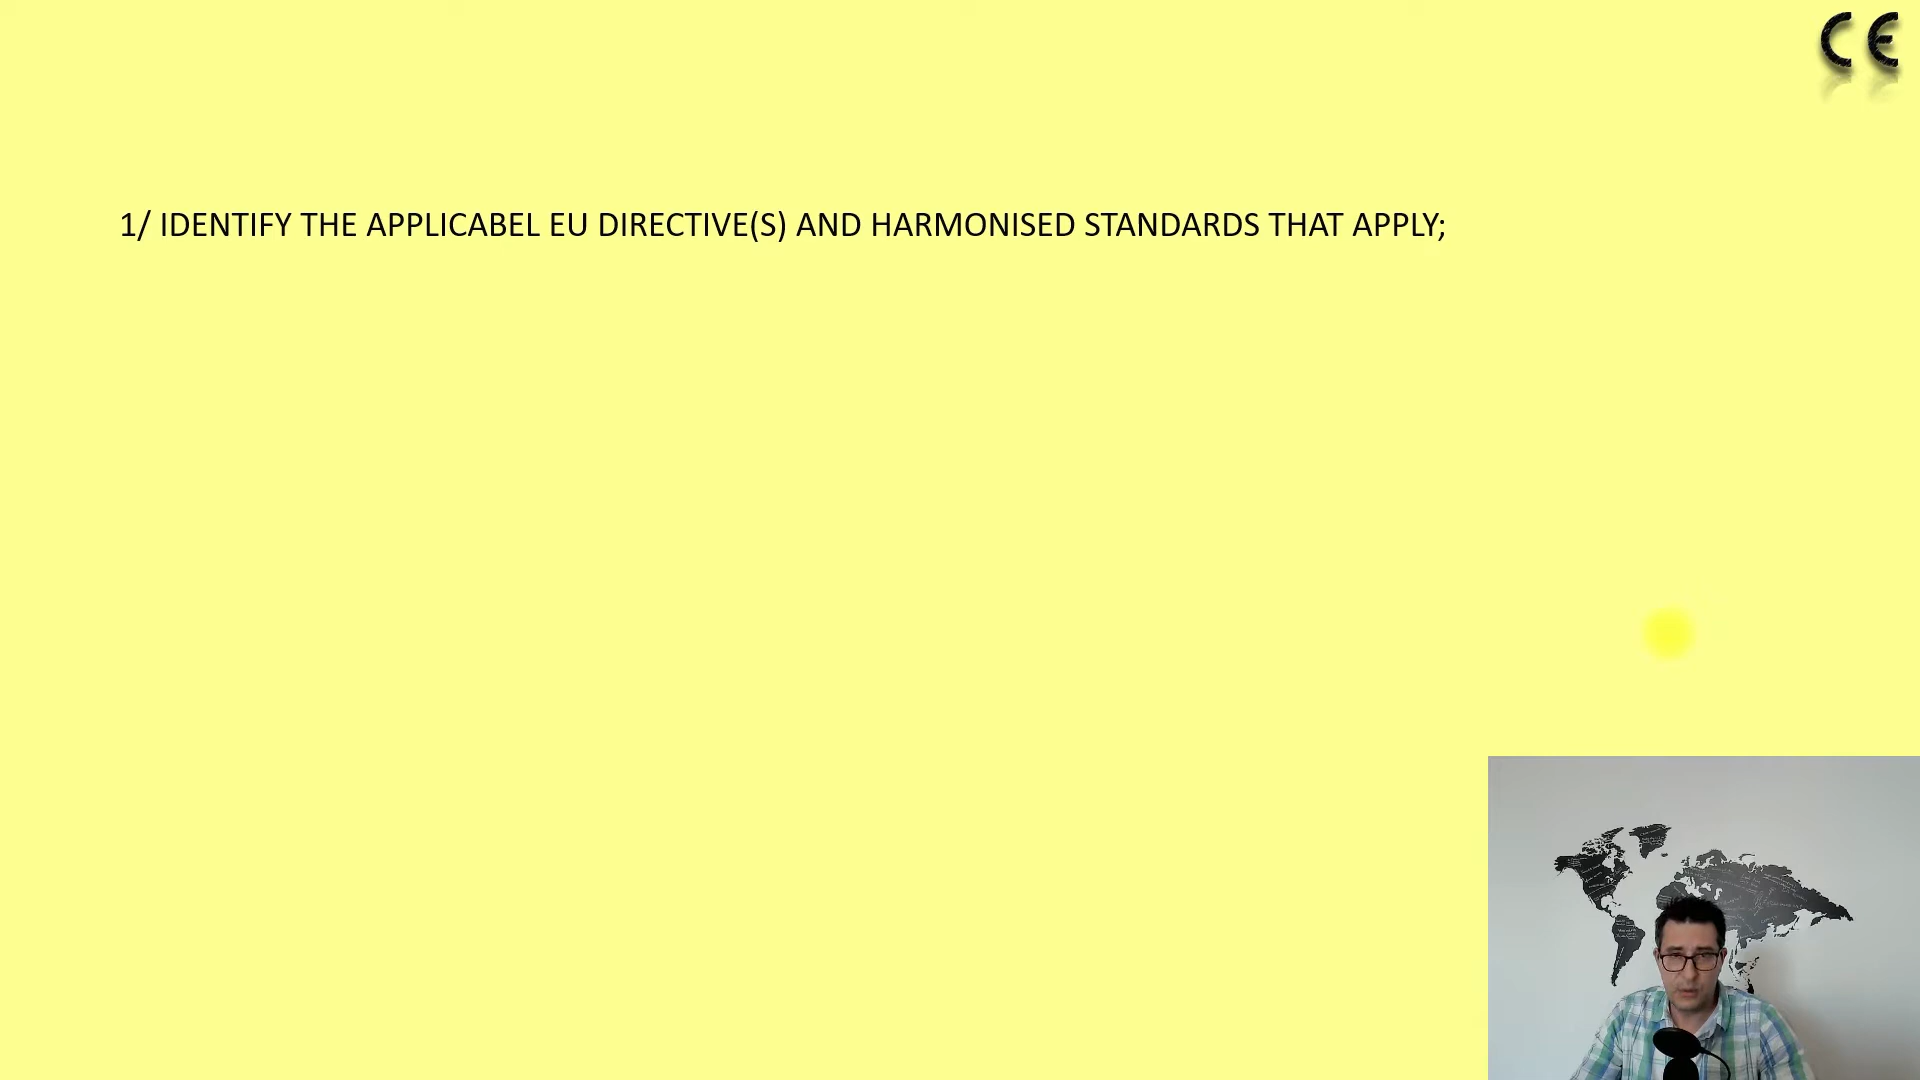 CE
1/ IDENTIFY THE APPLICABEL EU DIRECTIVE(S) AND HARMONISED STANDARDS THAT APPLY;